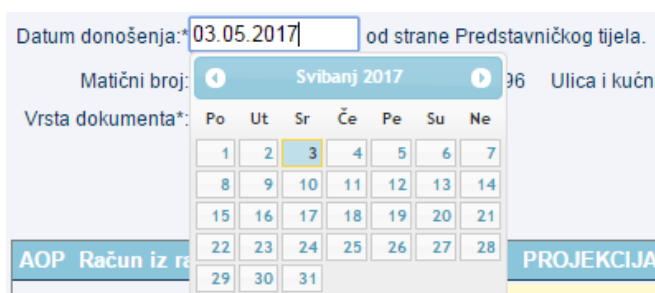 Datum donošenja:* 03.05.2017 od strane Predstavničkog tijela.
Matični broj: Svibanj 2017 96 Ulica i kućn
Vrsta dokumenta*: Po Ut Sr Če Pe Su Ne
1 2 3 4 5 6 7
8 9 10 11 12 13 14
15 16 17 18 19 20 21
22 23 24 25 26 27 28
AOP Račun iz ra PROJEKCIJA
29 30 31